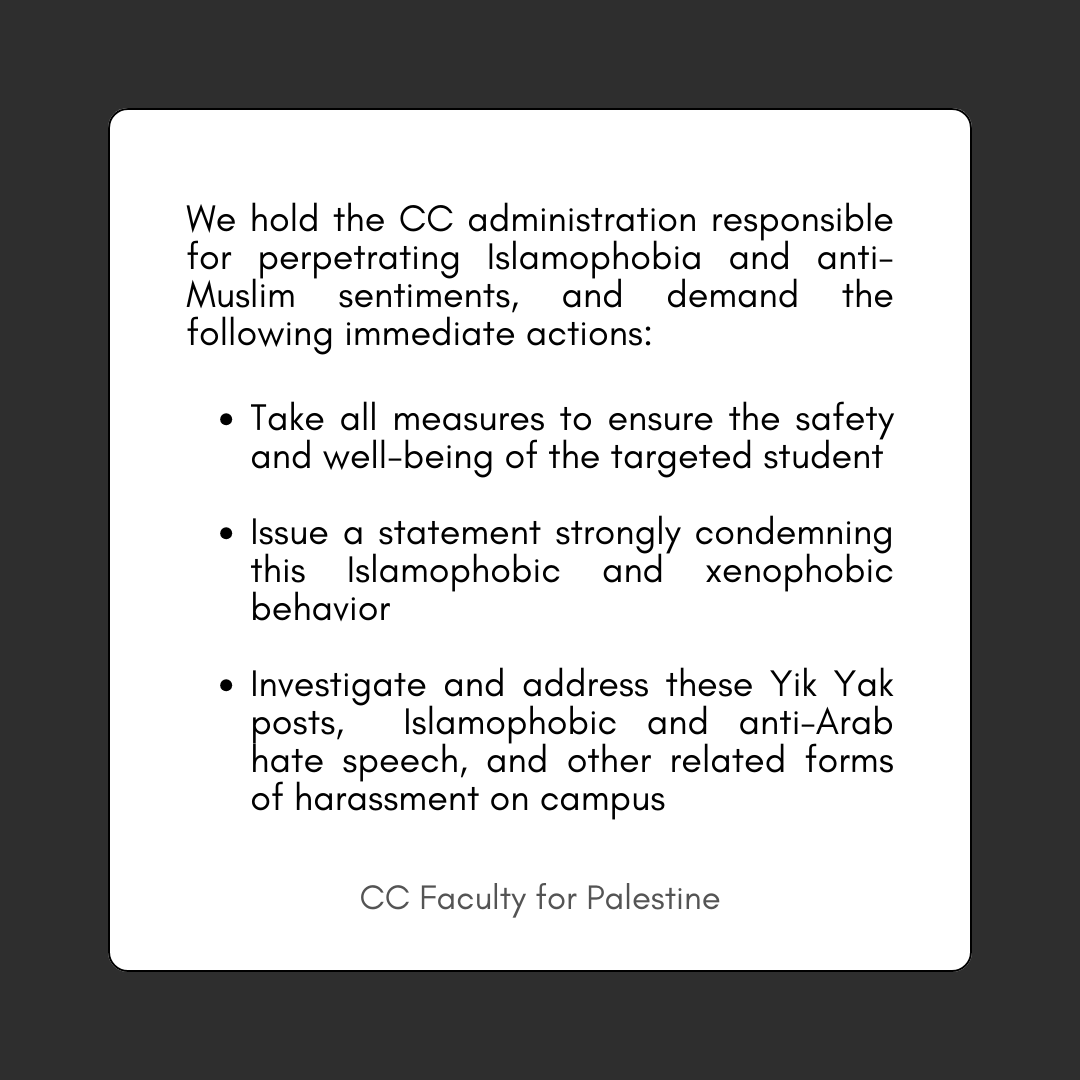 We hold the CC administration responsible
for perpetrating Islamophobia and anti-
Muslim sentiments, and demand the
following immediate actions:
• Take all measures to ensure the safety
and well-being of the targeted student
• Issue a statement strongly condemning
this Islamophobic and xenophobic
behavior
• Investigate and address these Yik Yak
posts, Islamophobic and anti-Arab
hate speech, and other related forms
of harassment on campus
CC Faculty for Palestine